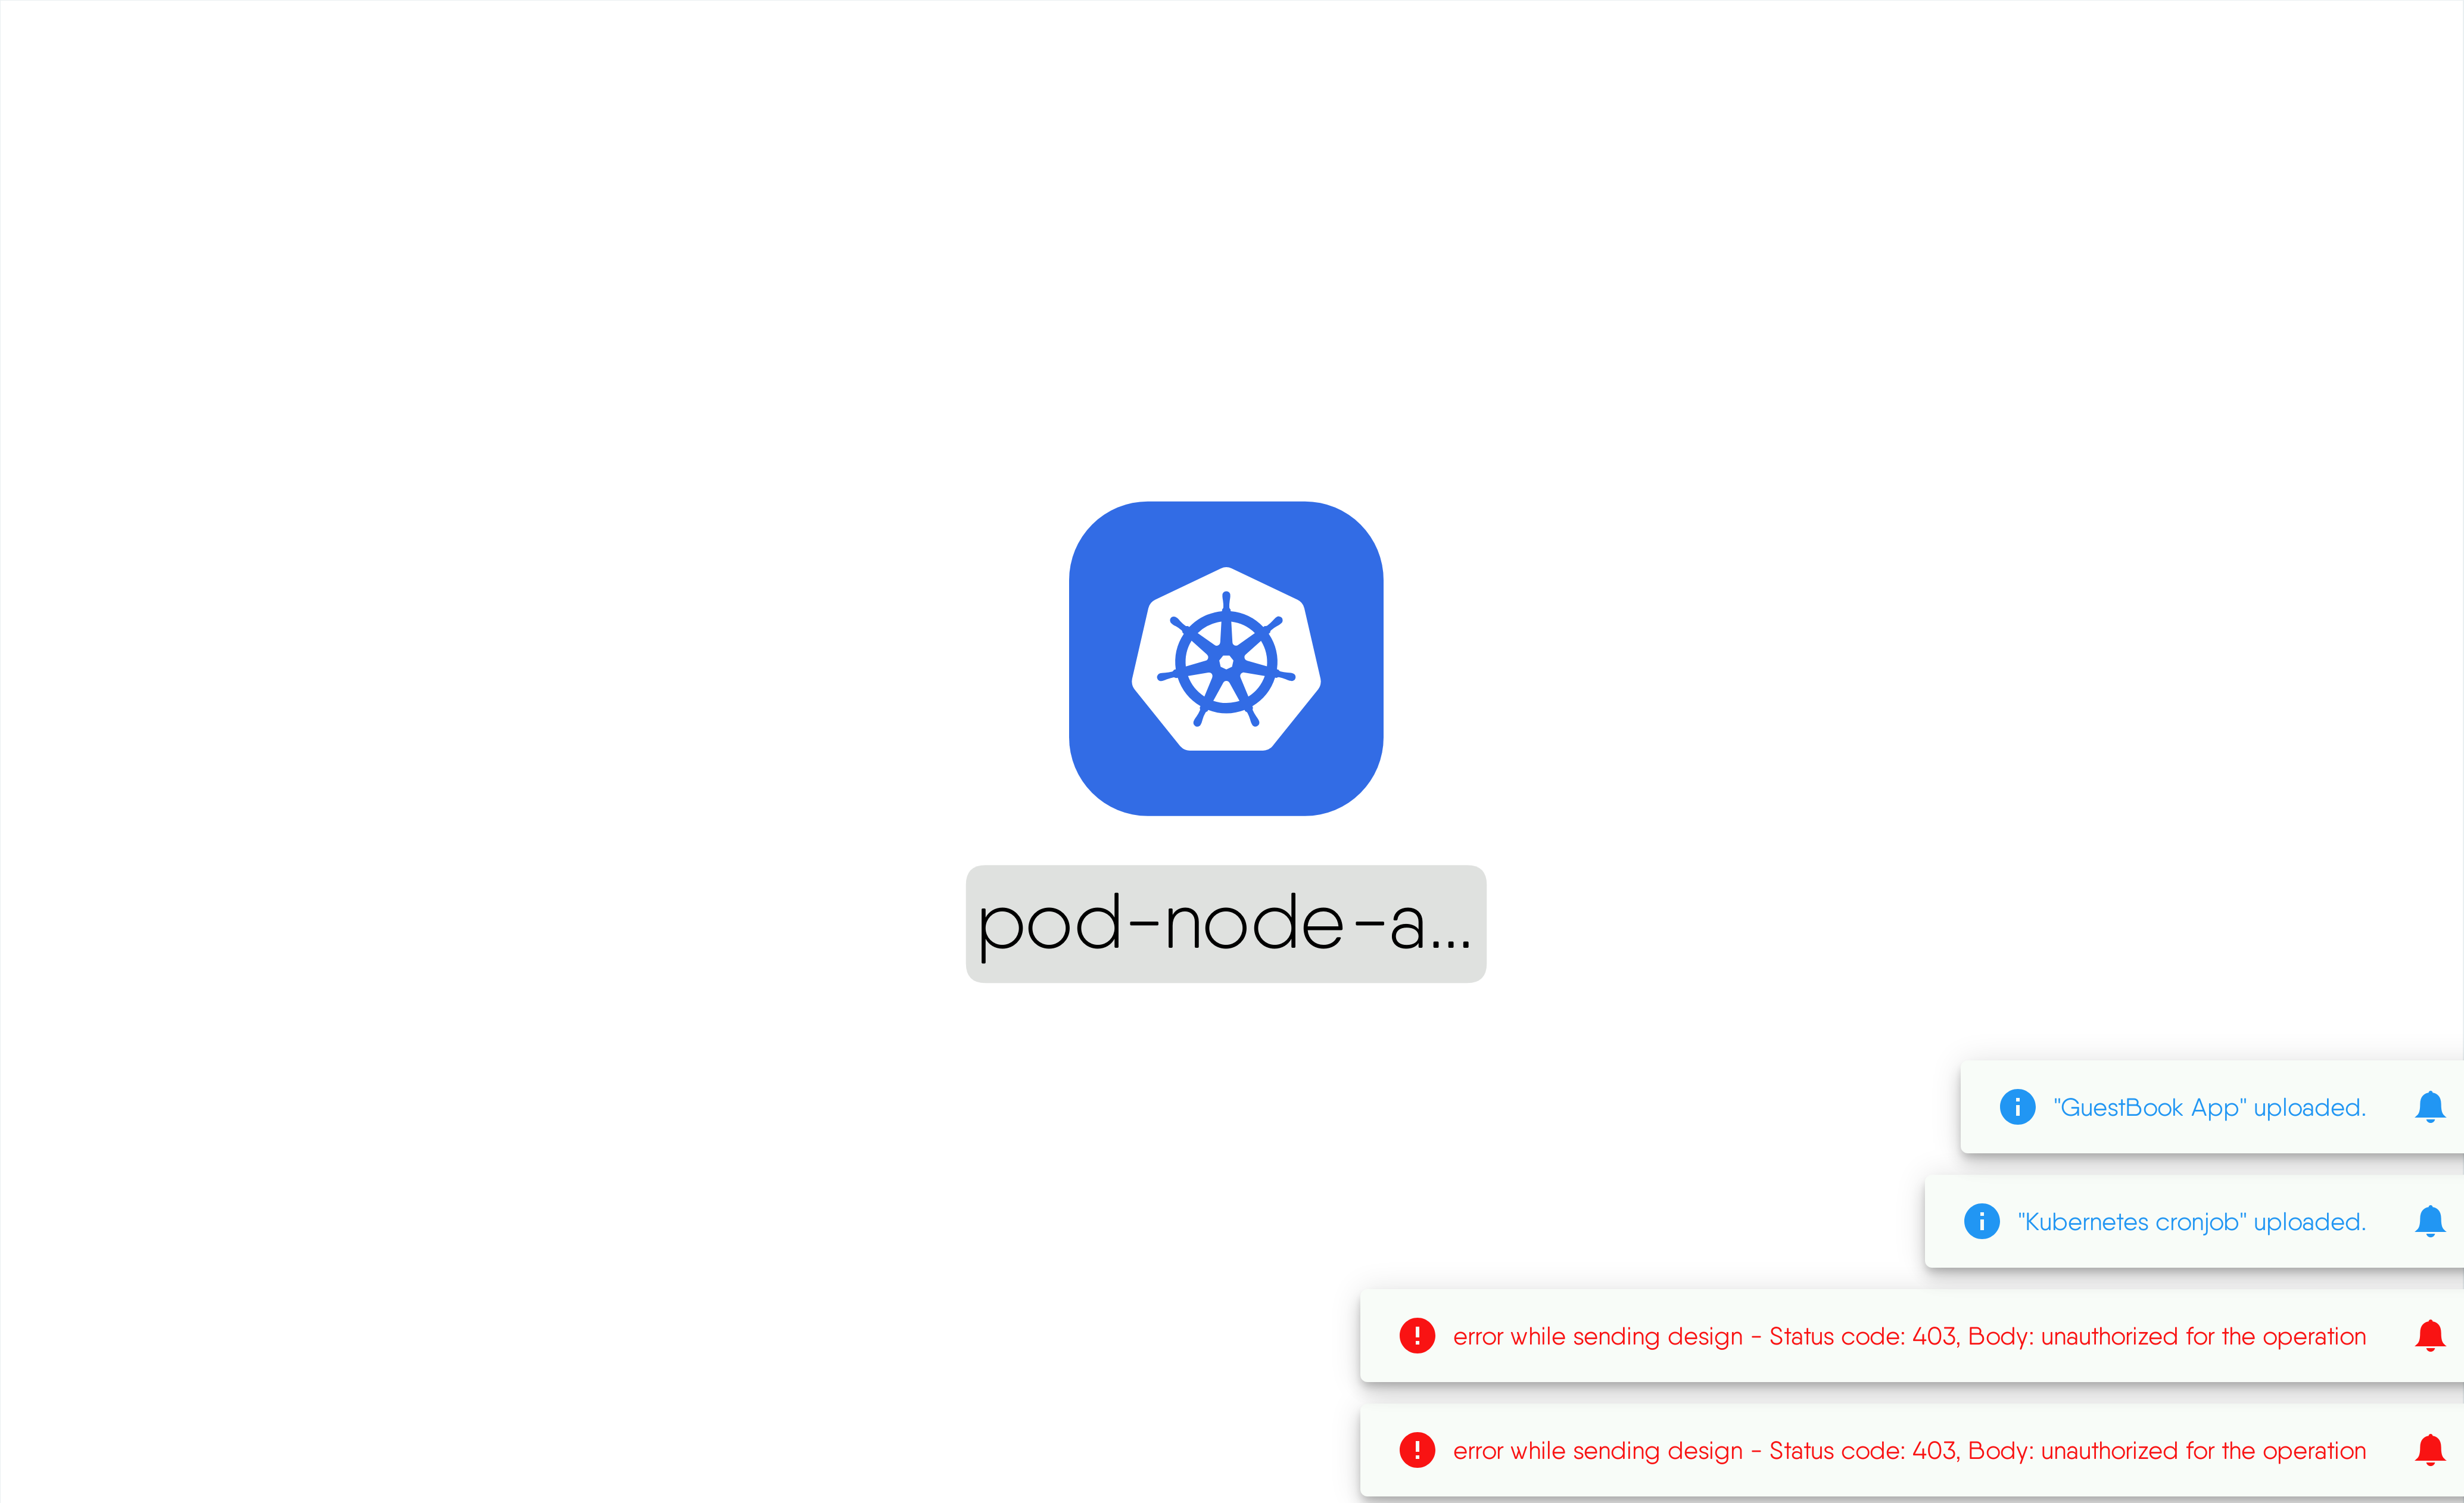 pod-node-a...
"GuestBook App" uploaded.
"Kubernetes cronjob" uploaded.
error while sending design - Status code: 403, Body: unauthorized for the operation
error while sending design - Status code: 403, Body: unauthorized for the operation